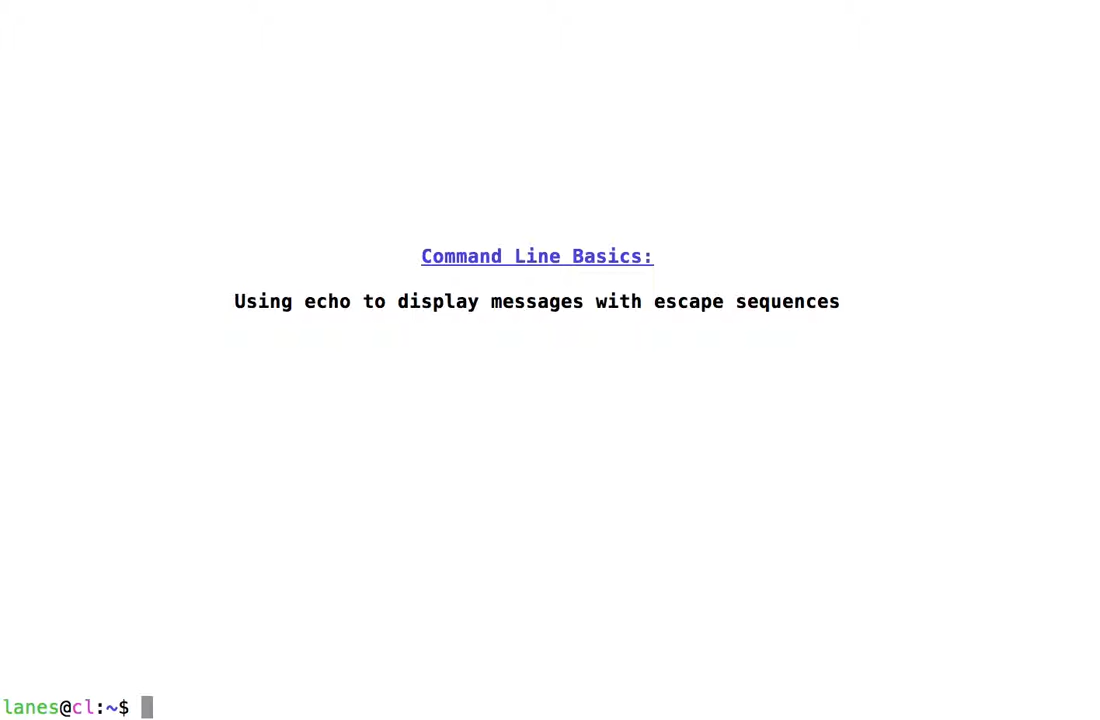 Command Line Basics:
Using echo to display messages with escape sequences
lanes@cl:~$